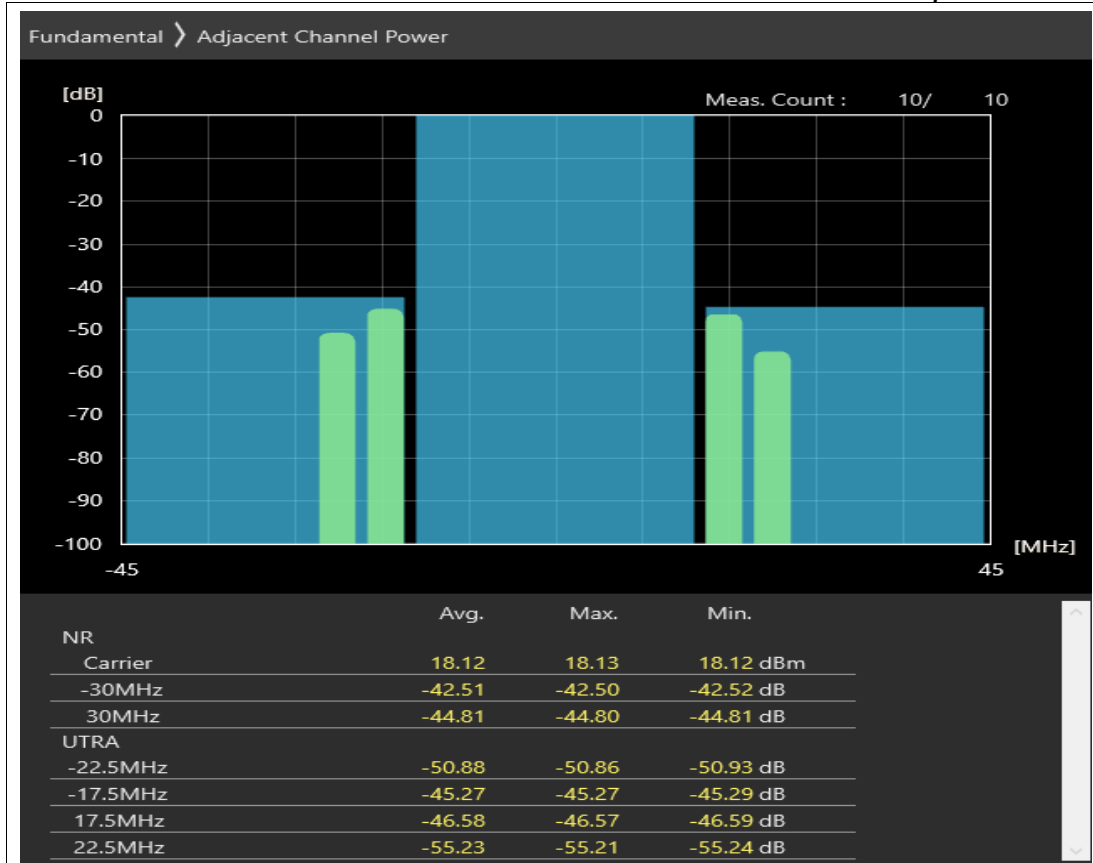 Fundamental ❯ Adjacent Channel Power
[dB]
Meas. Count : 10/ 10
0
-10
-20
-30
-40
-50
-60
-70
-80
-90
-100
[MHz]
-45 45
Avg. Max. Min.
NR
Carrier 18.12 18.13 18.12 dBm
-30MHz -42.51 -42.50 -42.52 dB
30MHz -44.81 -44.80 -44.81 dB
UTRA
-22.5MHz -50.88 -50.86 -50.93 dB
-17.5MHz -45.27 -45.27 -45.29 dB
17.5MHz -46.58 -46.57 -46.59 dB
22.5MHz -55.23 -55.21 -55.24 dB